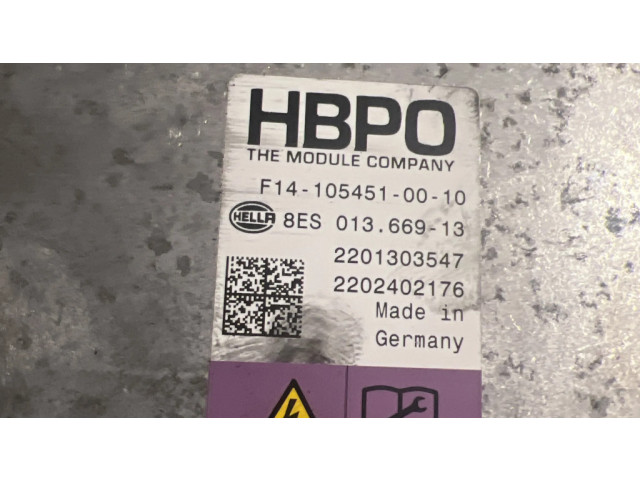 HBPO
THE MODULE COMPANY
F14-105451-00-10
HELLA 8ES 013.669-13
2201303547
2202402176
Made in
Germany